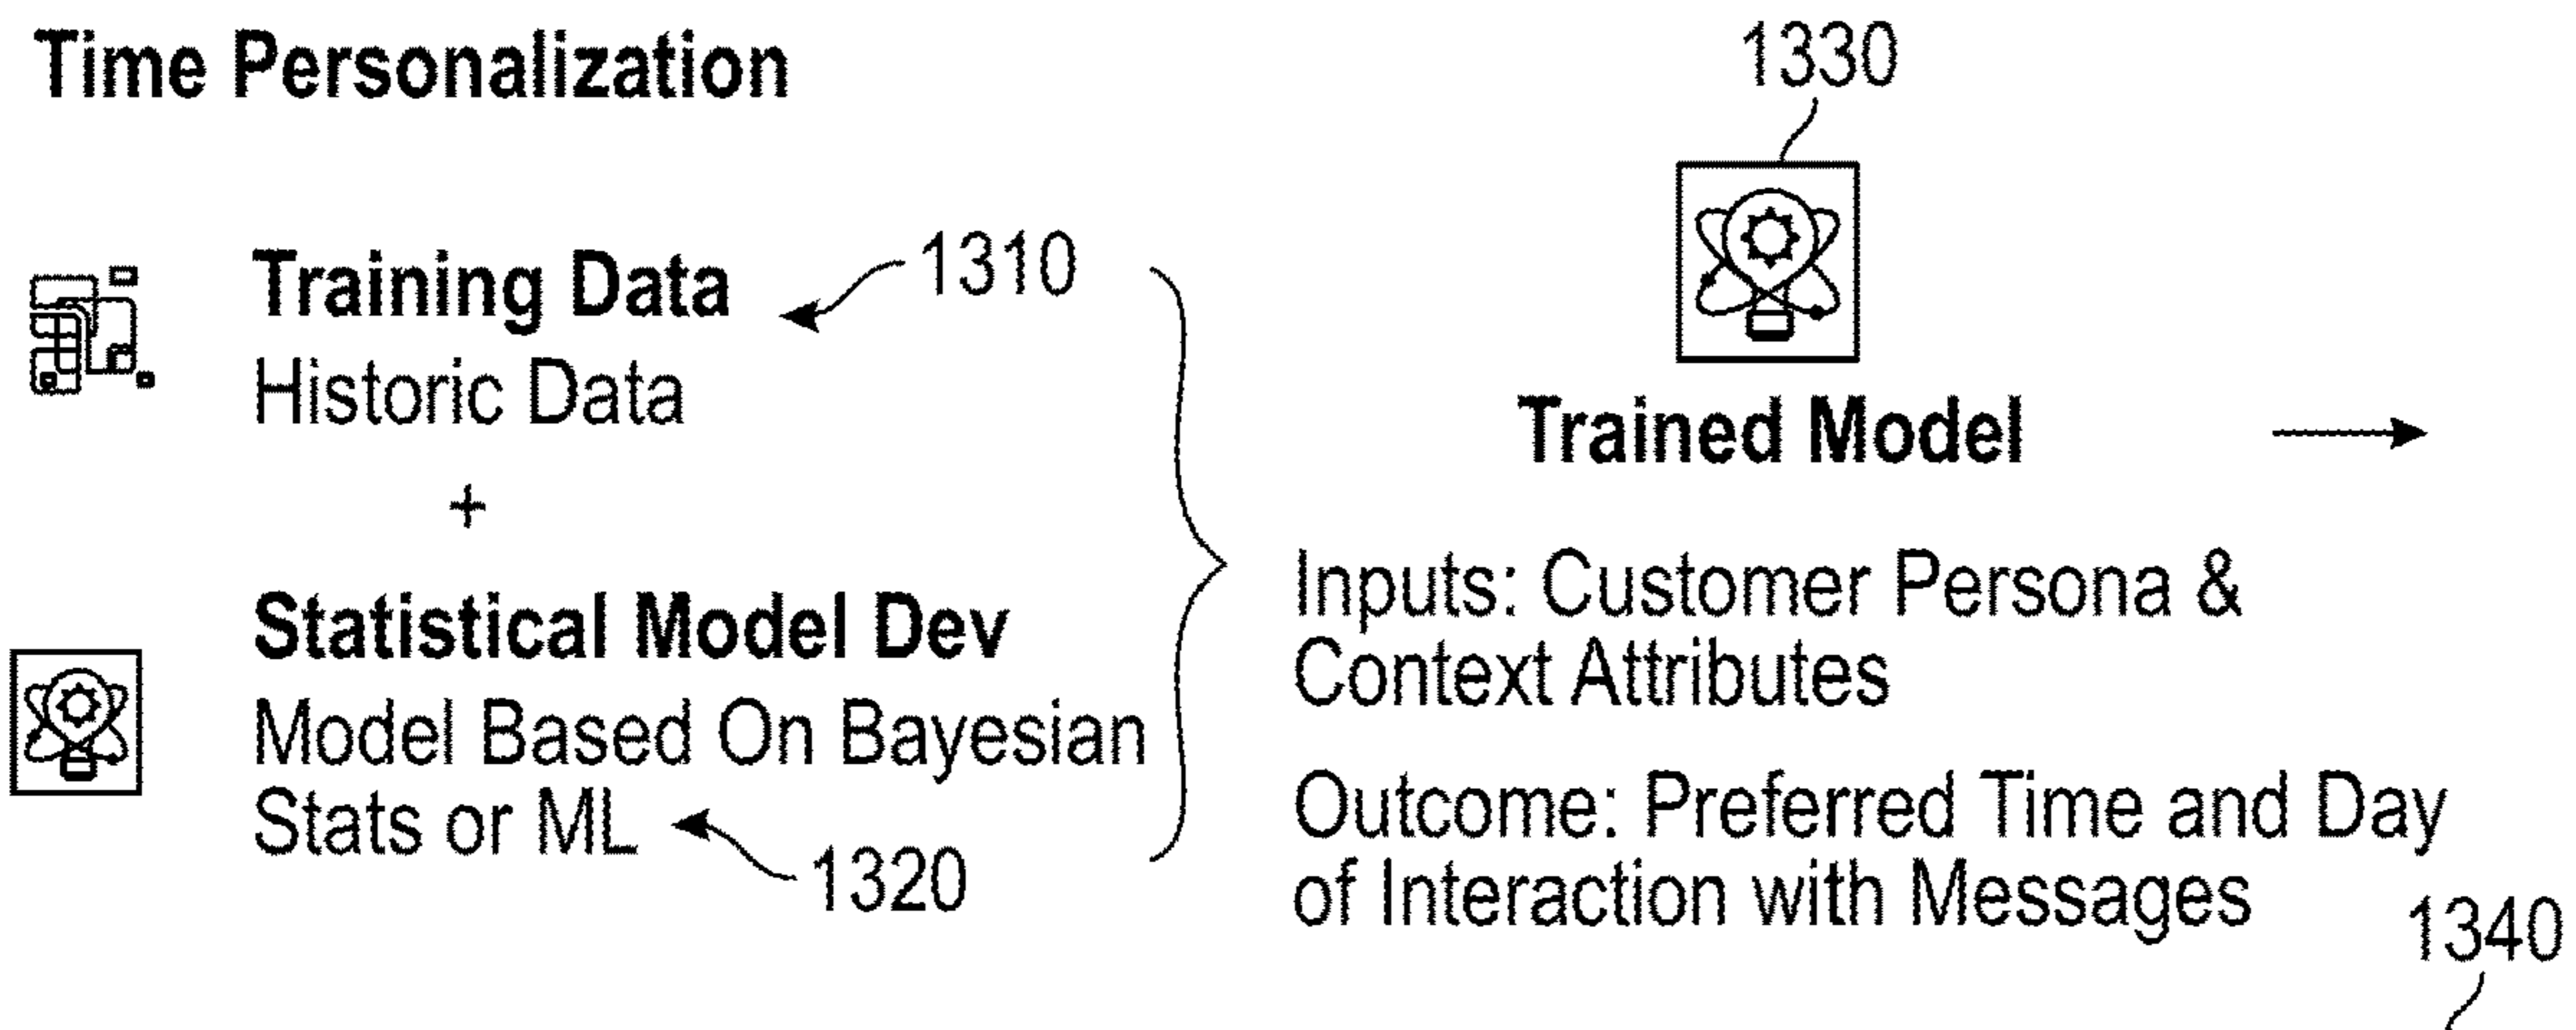 Time Personalization
1330
Training Data
1310
Historic Data
+
Statistical Model Dev
Model Based On Bayesian
Stats or ML
1320
Trained Model
Inputs: Customer Persona &
Context Attributes
Outcome: Preferred Time and Day
of Interaction with Messages
1340